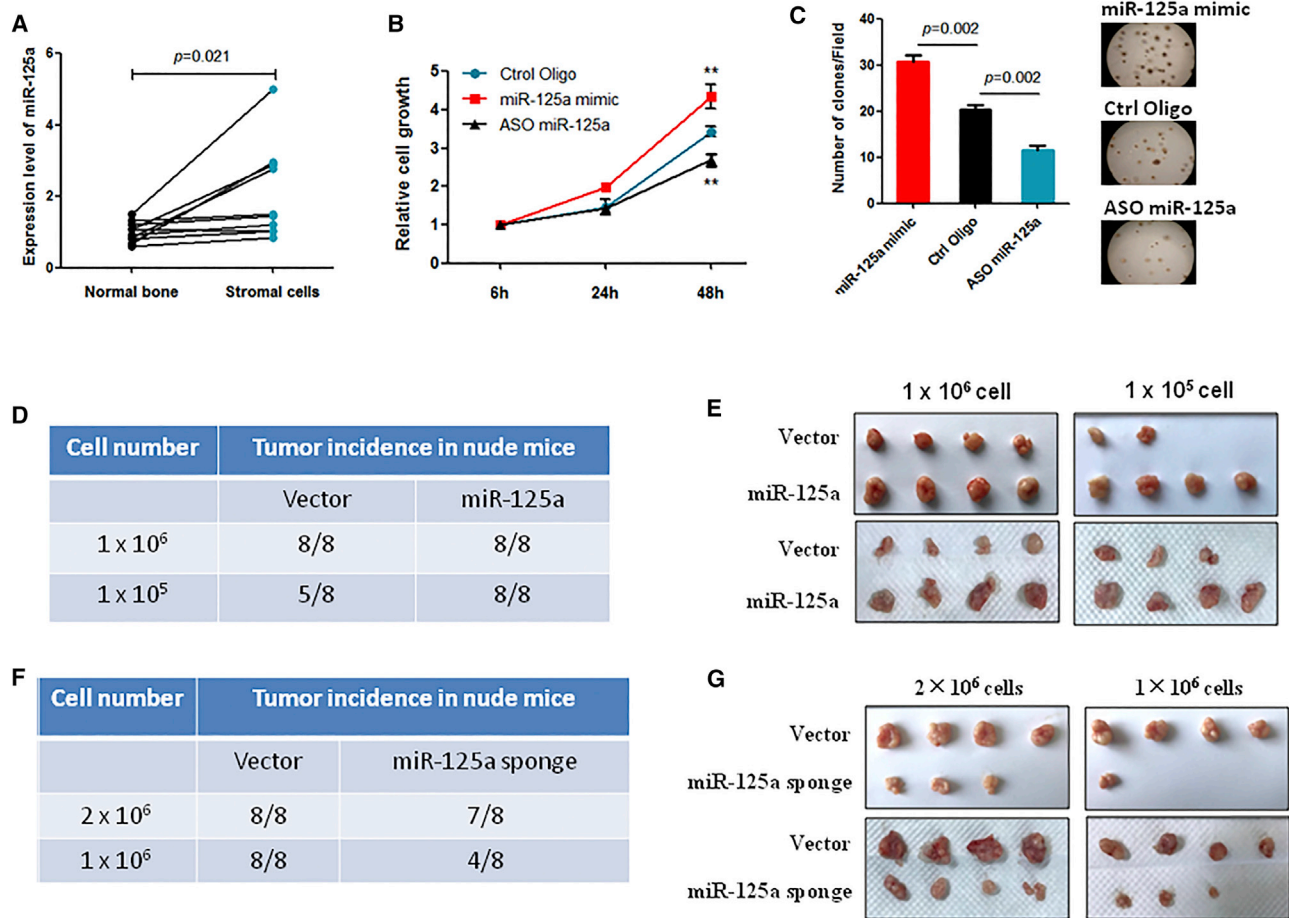 A
Expression level of miR-125a
6
4
2
0
p=0.021
Normal bone
Stromal cells
B
Relative cell growth
5
4
3
2
1
0
Ctrol Oligo
miR-125a mimic
ASO miR-125a
**
**
6h
24h
48h
C
Number of clones/Field
40
30
20
10
0
p=0.002
p=0.002
miR-125a mimic
Ctrl Oligo
ASO miR-125a
miR-125a mimic
Ctrl Oligo
ASO miR-125a
D
Cell number Tumor incidence in nude mice
Vector miR-125a
1 x 10⁶ 8/8 8/8
1 x 10⁵ 5/8 8/8
E
1 x 10⁶ cell 1 x 10⁵ cell
Vector
miR-125a
Vector
miR-125a
F
Cell number Tumor incidence in nude mice
Vector miR-125a sponge
2 x 10⁶ 8/8 7/8
1 x 10⁶ 8/8 4/8
G
2 × 10⁶ cells 1 × 10⁶ cells
Vector
miR-125a sponge
Vector
miR-125a sponge